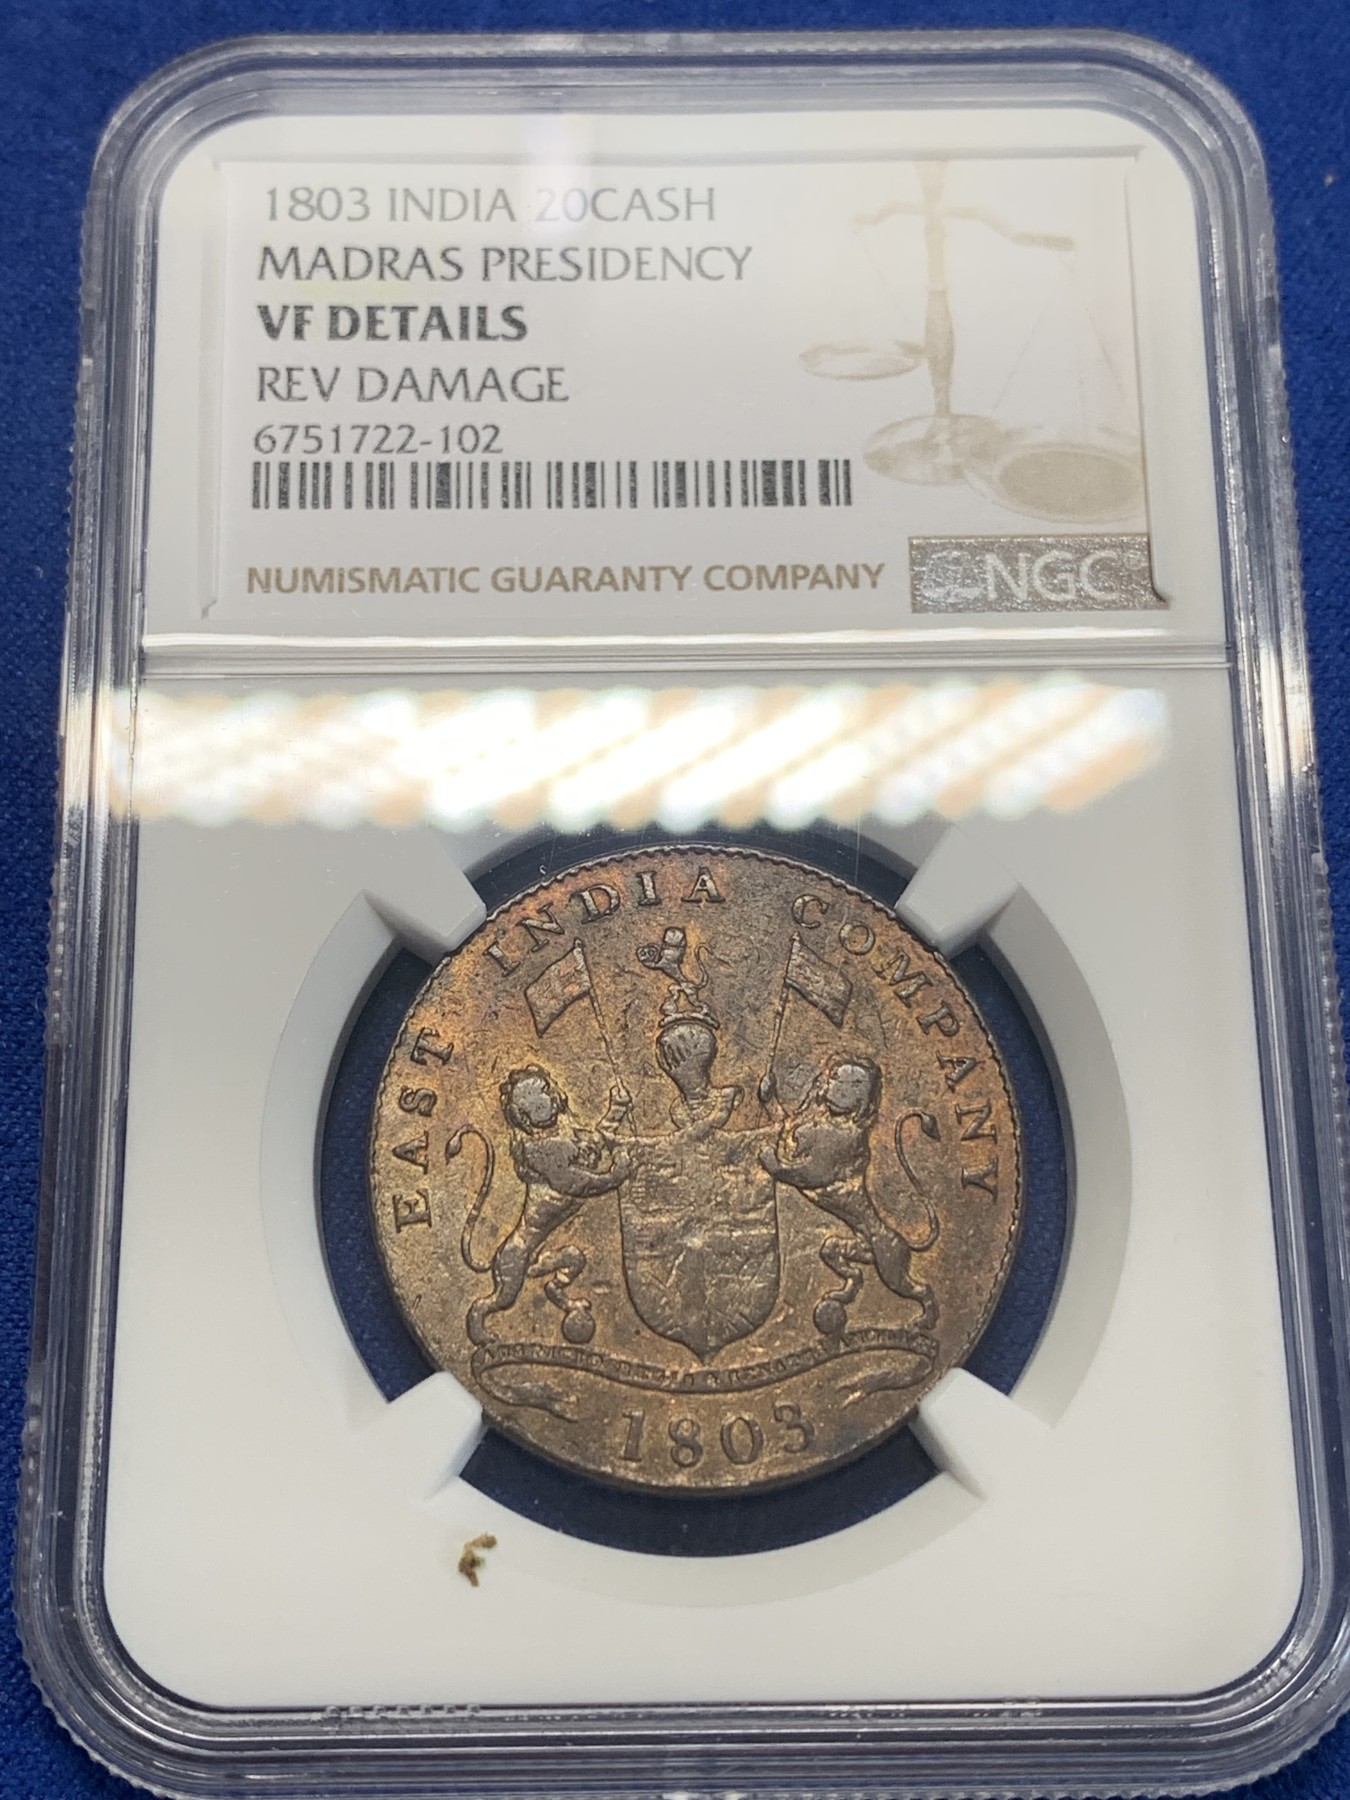 1803 INDIA 20CASH
MADRAS PRESIDENCY
VF DETAILS
REV DAMAGE
6751722-102
NUMISMATIC GUARANTY COMPANY
NGC
EAST INDIA COMPANY
1803